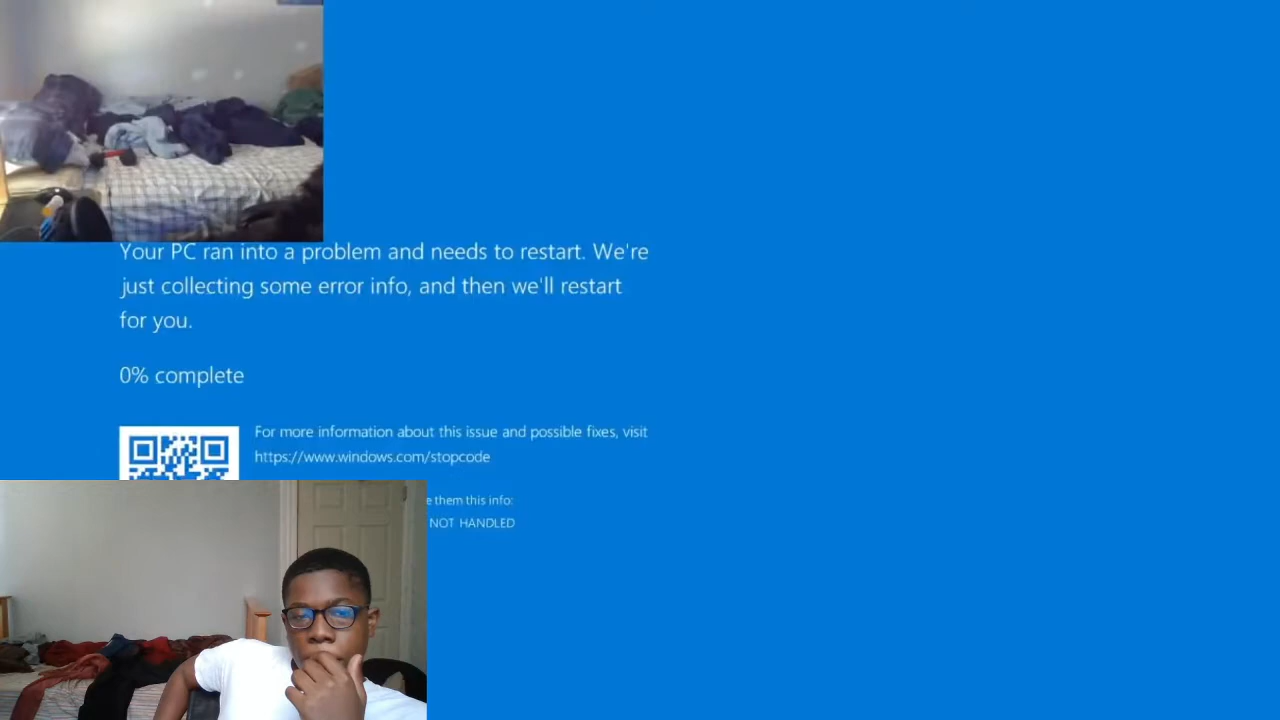 Your PC ran into a problem and needs to restart. We're
just collecting some error info, and then we'll restart
for you.
0% complete
For more information about this issue and possible fixes, visit
https://www.windows.com/stopcode
them this info:
NOT HANDLED